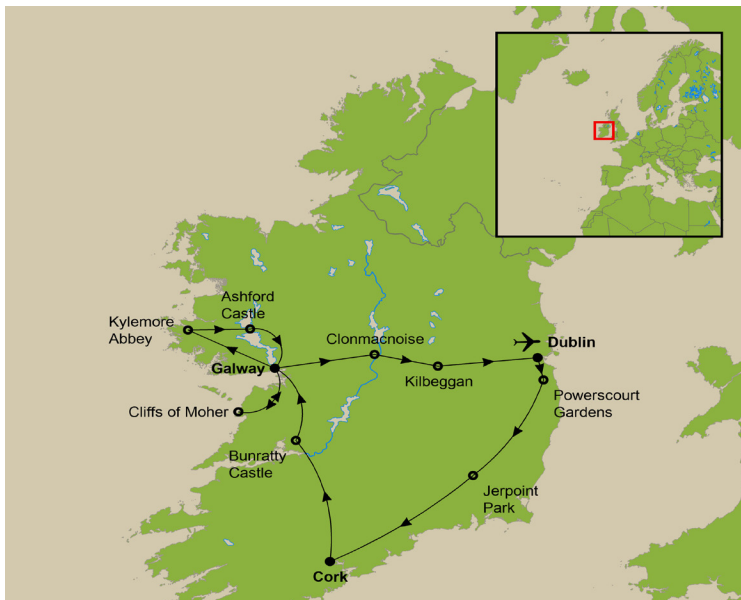 Ashford
Castle
Kylemore
Abbey
Clonmacnoise
Dublin
Galway
Kilbeggan
Powerscourt
Gardens
Cliffs of Moher
Bunratty
Castle
Jerpoint
Park
Cork